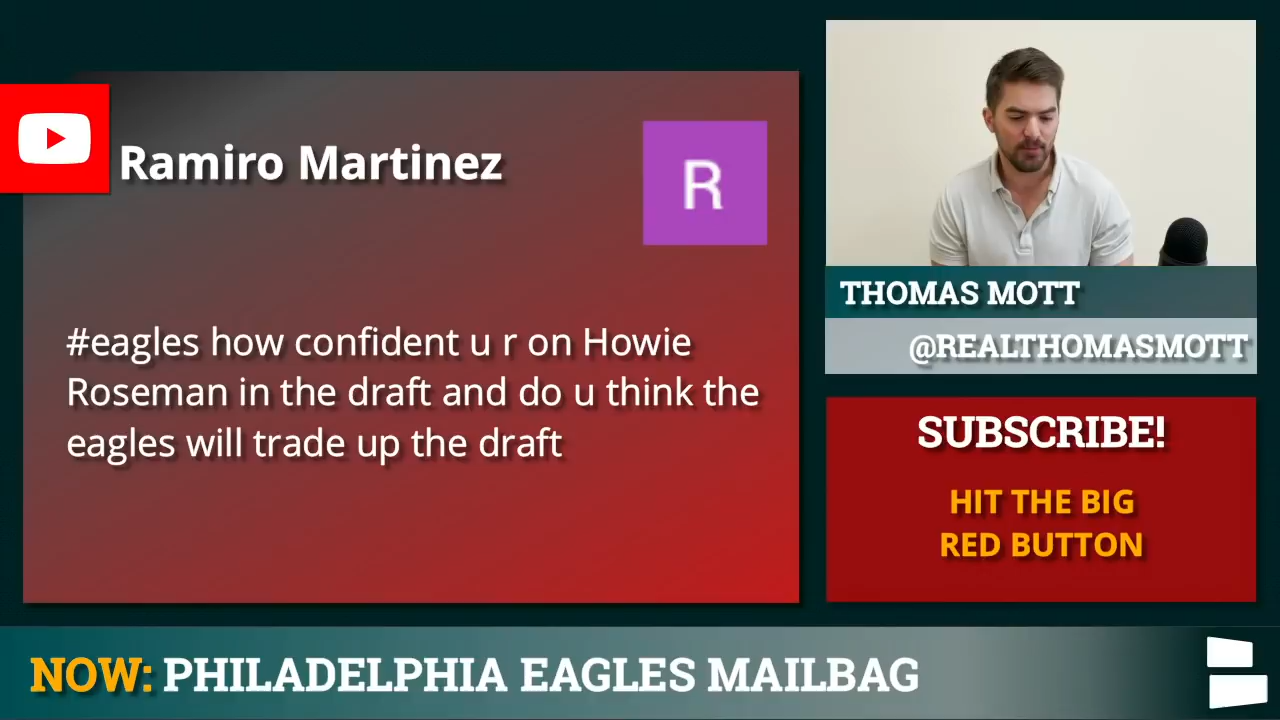 Ramiro Martinez
R
#eagles how confident u r on Howie
Roseman in the draft and do u think the
eagles will trade up the draft
THOMAS MOTT
@REALTHOMASMOTT
SUBSCRIBE!
HIT THE BIG
RED BUTTON
NOW: PHILADELPHIA EAGLES MAILBAG